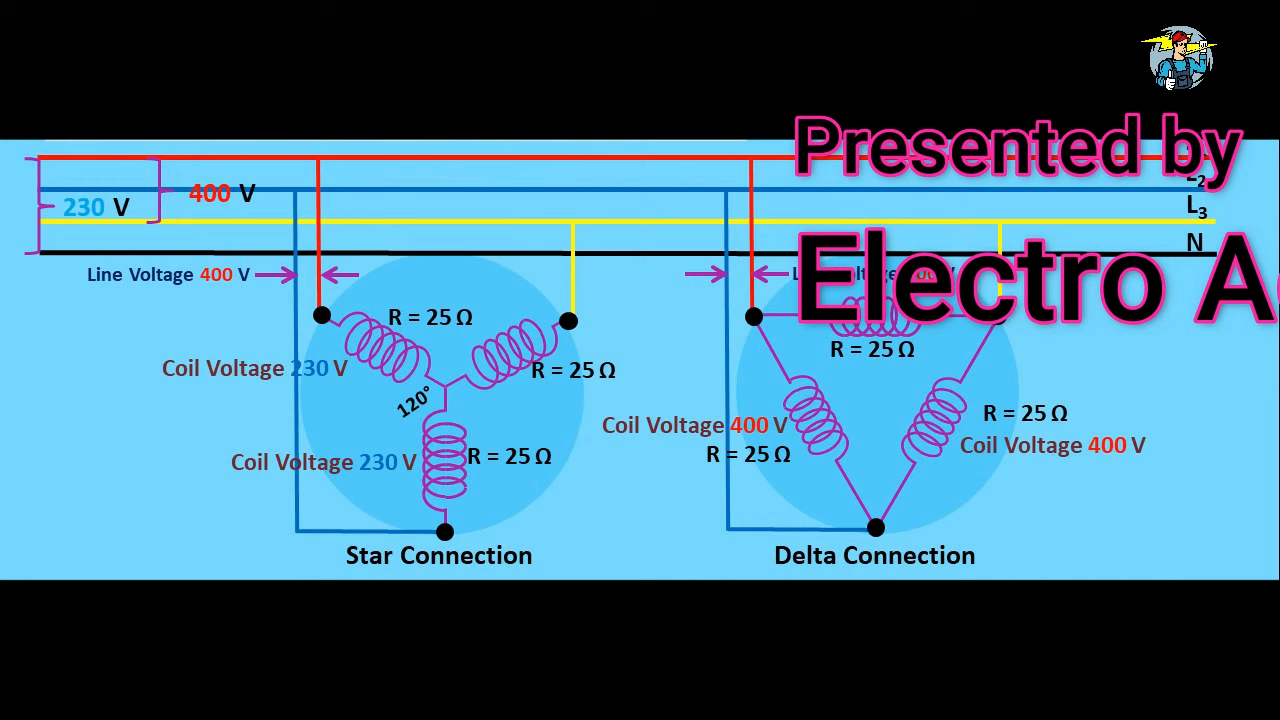 Presented by
L2
230 V
400 V
L3
N
Line Voltage 400 V
Electro
R = 25 Ω
R = 25 Ω
Coil Voltage 230 V
R = 25 Ω
120°
R = 25 Ω
Coil Voltage 400 V
Coil Voltage 400 V
R = 25 Ω
Coil Voltage 230 V
R = 25 Ω
Star Connection
Delta Connection